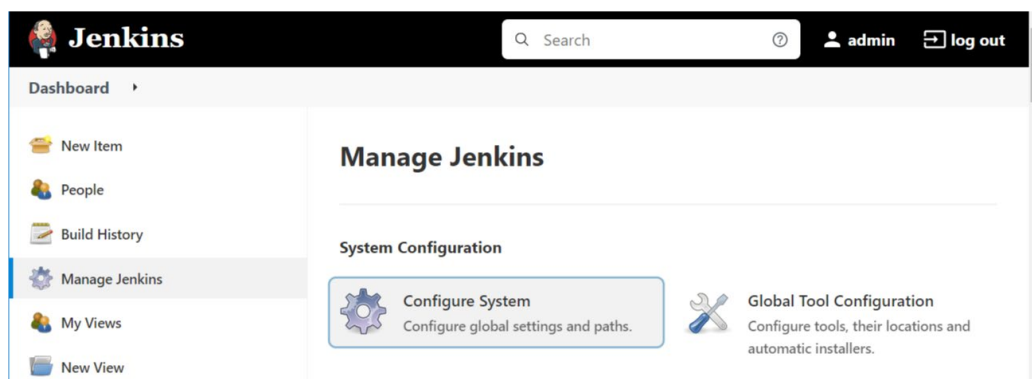 Jenkins
Search
admin
log out
Dashboard
New Item
People
Build History
Manage Jenkins
My Views
New View
Manage Jenkins
System Configuration
Configure System
Configure global settings and paths.
Global Tool Configuration
Configure tools, their locations and
automatic installers.